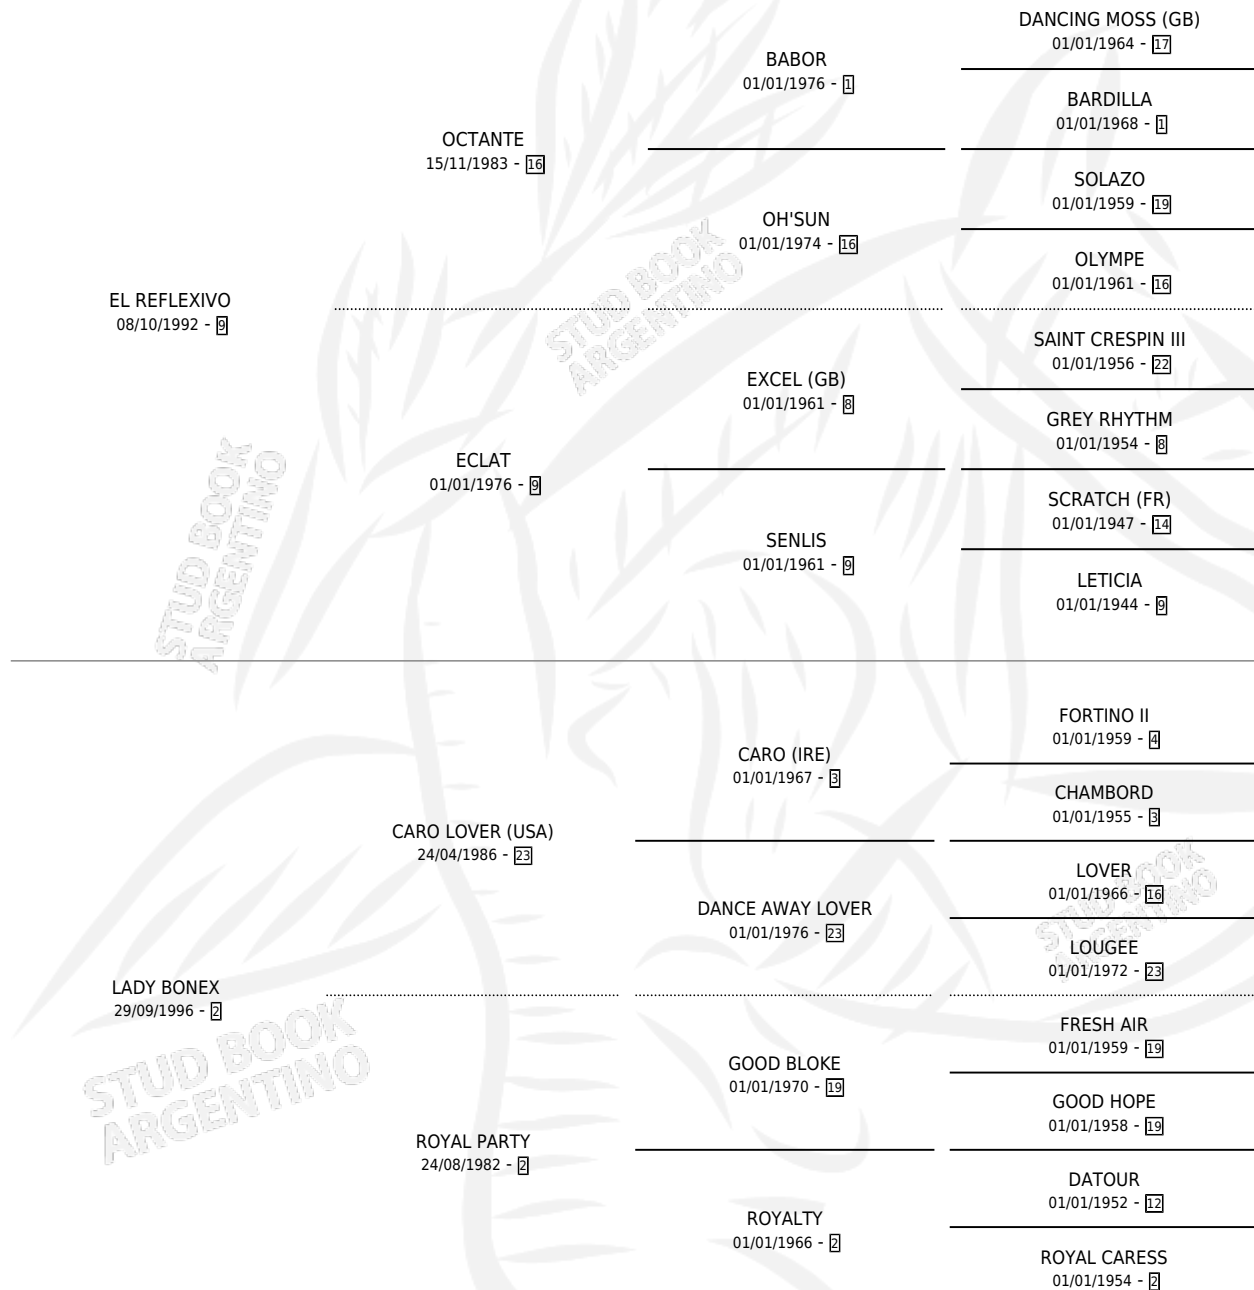 EL REFLEXIVO
08/10/1992 - 9
OCTANTE
15/11/1983 - 16
BABOR
01/01/1976 - 1
DANCING MOSS (GB)
01/01/1964 - 17
BARDILLA
01/01/1968 - 1
OH'SUN
01/01/1974 - 16
SOLAZO
01/01/1959 - 19
OLYMPE
01/01/1961 - 16
ECLAT
01/01/1976 - 9
EXCEL (GB)
01/01/1961 - 8
SAINT CRESPIN III
01/01/1956 - 22
GREY RHYTHM
01/01/1954 - 8
SENLIS
01/01/1961 - 9
SCRATCH (FR)
01/01/1947 - 14
LETICIA
01/01/1944 - 9
LADY BONEX
29/09/1996 - 2
CARO LOVER (USA)
24/04/1986 - 23
CARO (IRE)
01/01/1967 - 3
FORTINO II
01/01/1959 - 4
CHAMBORD
01/01/1955 - 3
DANCE AWAY LOVER
01/01/1976 - 23
LOVER
01/01/1966 - 16
LOUGEE
01/01/1972 - 23
ROYAL PARTY
24/08/1982 - 2
GOOD BLOKE
01/01/1970 - 19
FRESH AIR
01/01/1959 - 19
GOOD HOPE
01/01/1958 - 19
ROYALTY
01/01/1966 - 2
DATOUR
01/01/1952 - 12
ROYAL CARESS
01/01/1954 - 2
STUD BOOK
ARGENTINO
STUD BOOK
ARGENTINO
STUD BOOK
ARGENTINO
STUD BOOK
ARGENTINO